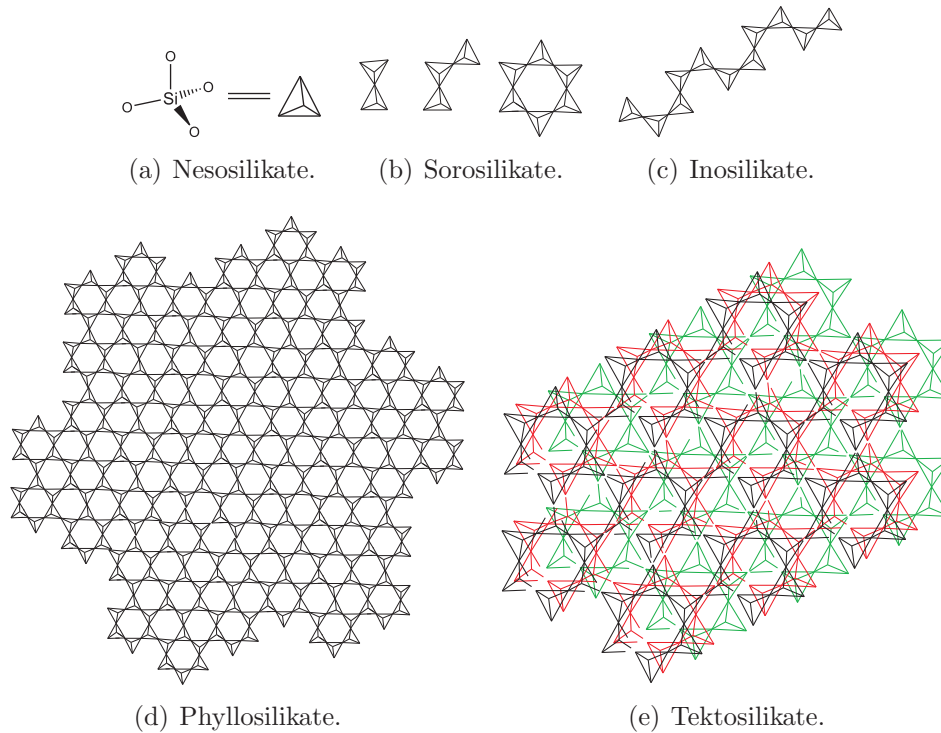 O
O
Si
O
O
(a) Nesosilikate.
(b) Sorosilikate.
(c) Inosilikate.
(d) Phyllosilikate.
(e) Tektosilikate.